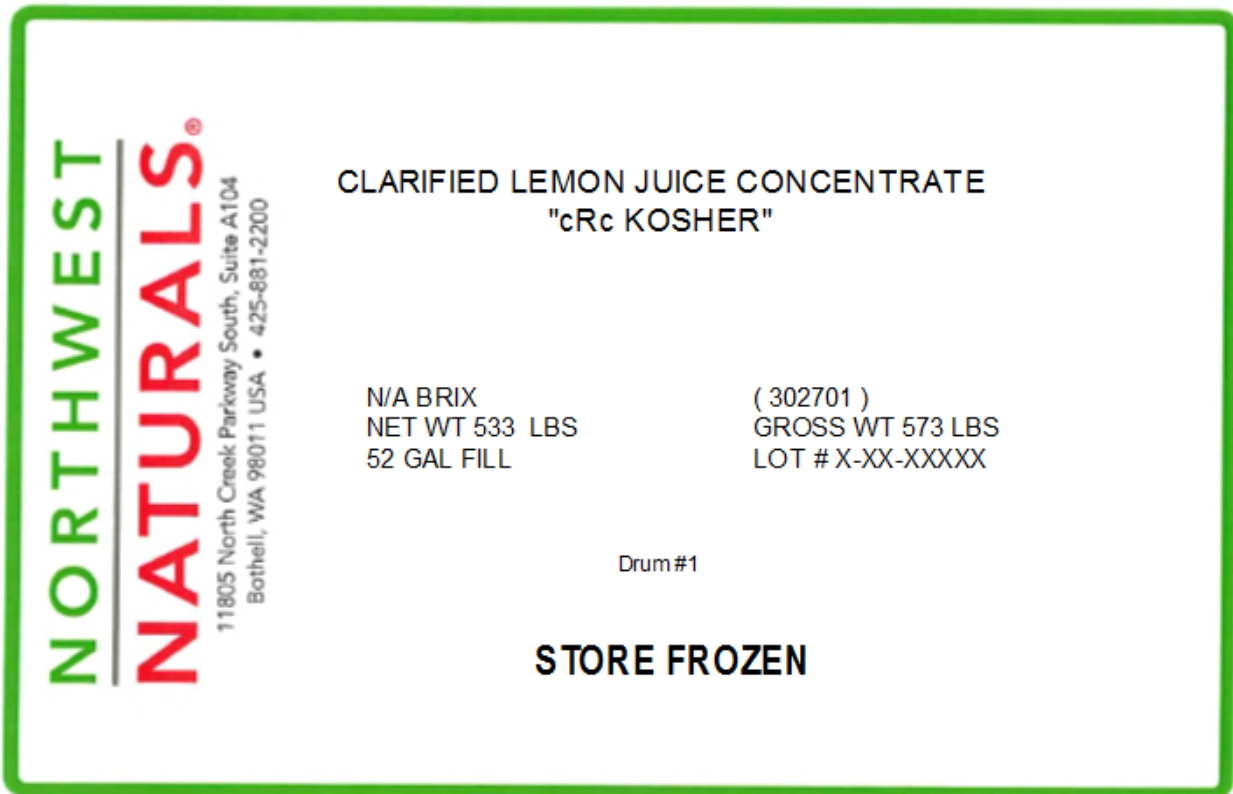 NORTHWEST
NATURALS®
11805 North Creek Parkway South, Suite A104
Bothell, WA 98011 USA • 425-881-2200
CLARIFIED LEMON JUICE CONCENTRATE
"cRc KOSHER"
N/A BRIX
NET WT 533 LBS
52 GAL FILL
( 302701 )
GROSS WT 573 LBS
LOT # X-XX-XXXXX
Drum #1
STORE FROZEN